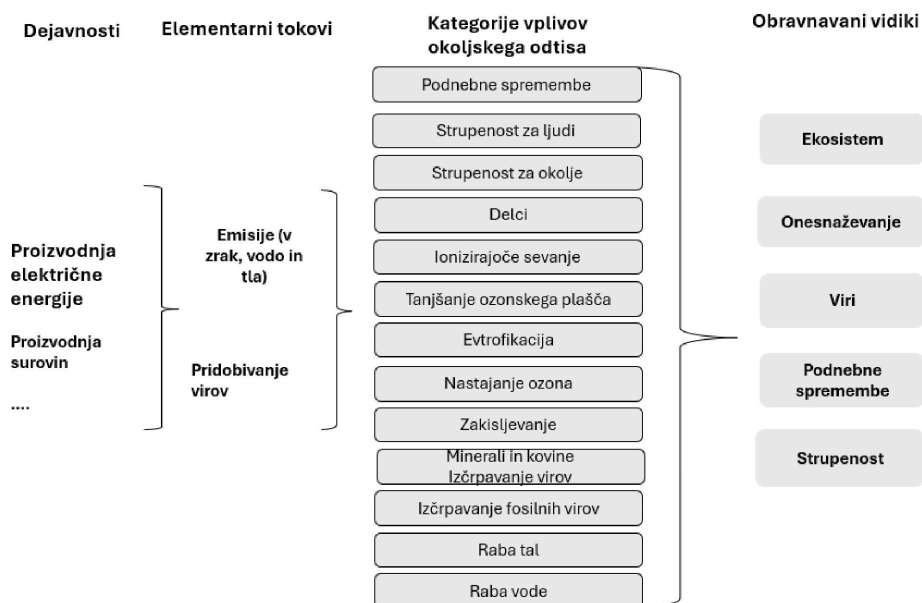 Dejavnosti
Elementarni tokovi
Kategorije vplivov
okoljskega odtisa
Obravnavani vidiki
Proizvodnja
električne
energije
Proizvodnja
surovin
....
Emisije (v
zrak, vodo in
tla)
Pridobivanje
virov
Podnebne spremembe
Strupenost za ljudi
Strupenost za okolje
Delci
Ionizirajoče sevanje
Tanjšanje ozonskega plašča
Evtrofikacija
Nastajanje ozona
Zakisljevanje
Minerali in kovine
Izčrpavanje virov
Izčrpavanje fosilnih virov
Raba tal
Raba vode
Ekosistem
Onesnaževanje
Viri
Podnebne
spremembe
Strupenost